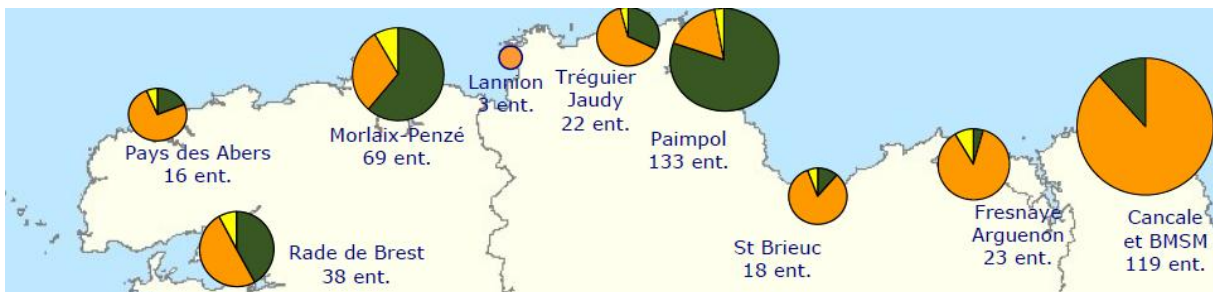 Pays des Abers
16 ent.
Morlaix-Penzé
69 ent.
Lannion
3 ent.
Tréguier
Jaudy
22 ent.
Paimpol
133 ent.
Rade de Brest
38 ent.
St Brieuc
18 ent.
Fresnaye
Arguenon
23 ent.
Cancale
et BMSM
119 ent.